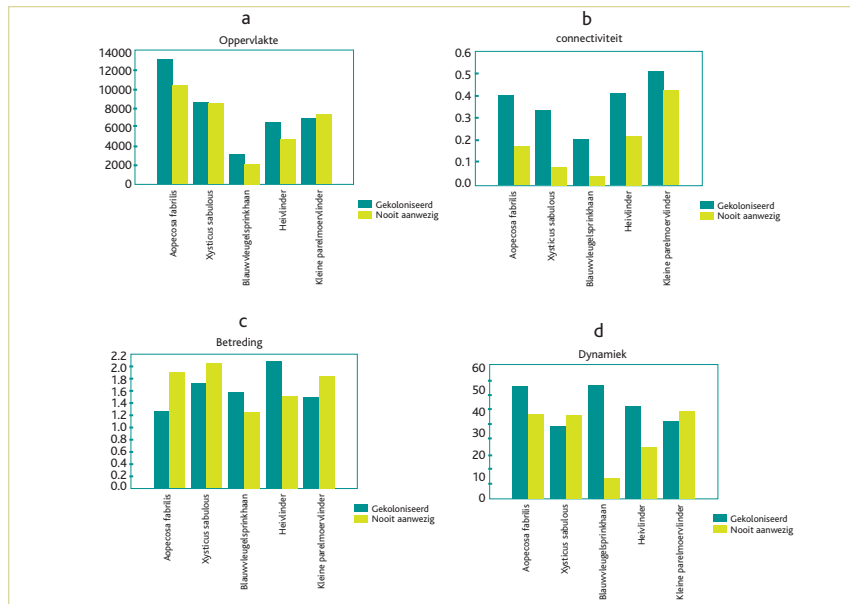 a
Oppervlakte
14000
12000
10000
8000
6000
4000
2000
0
Aopecosa fabrilis
Xysticus sabulous
Blauwvleugelsprinkhaan
Heivlinder
Kleine parelmoervlinder
Gekoloniseerd
Nooit aanwezig
b
connectiviteit
0.6
0.5
0.4
0.3
0.2
0.1
0.0
Aopecosa fabrilis
Xysticus sabulous
Blauwvleugelsprinkhaan
Heivlinder
Kleine parelmoervlinder
Gekoloniseerd
Nooit aanwezig
c
Betreding
2.2
2.0
1.8
1.6
1.4
1.2
1.0
0.8
0.6
0.4
0.2
0.0
Aopecosa fabrilis
Xysticus sabulous
Blauwvleugelsprinkhaan
Heivlinder
Kleine parelmoervlinder
Gekoloniseerd
Nooit aanwezig
d
Dynamiek
60
50
40
30
20
10
0
Aopecosa fabrilis
Xysticus sabulous
Blauwvleugelsprinkhaan
Heivlinder
Kleine parelmoervlinder
Gekoloniseerd
Nooit aanwezig